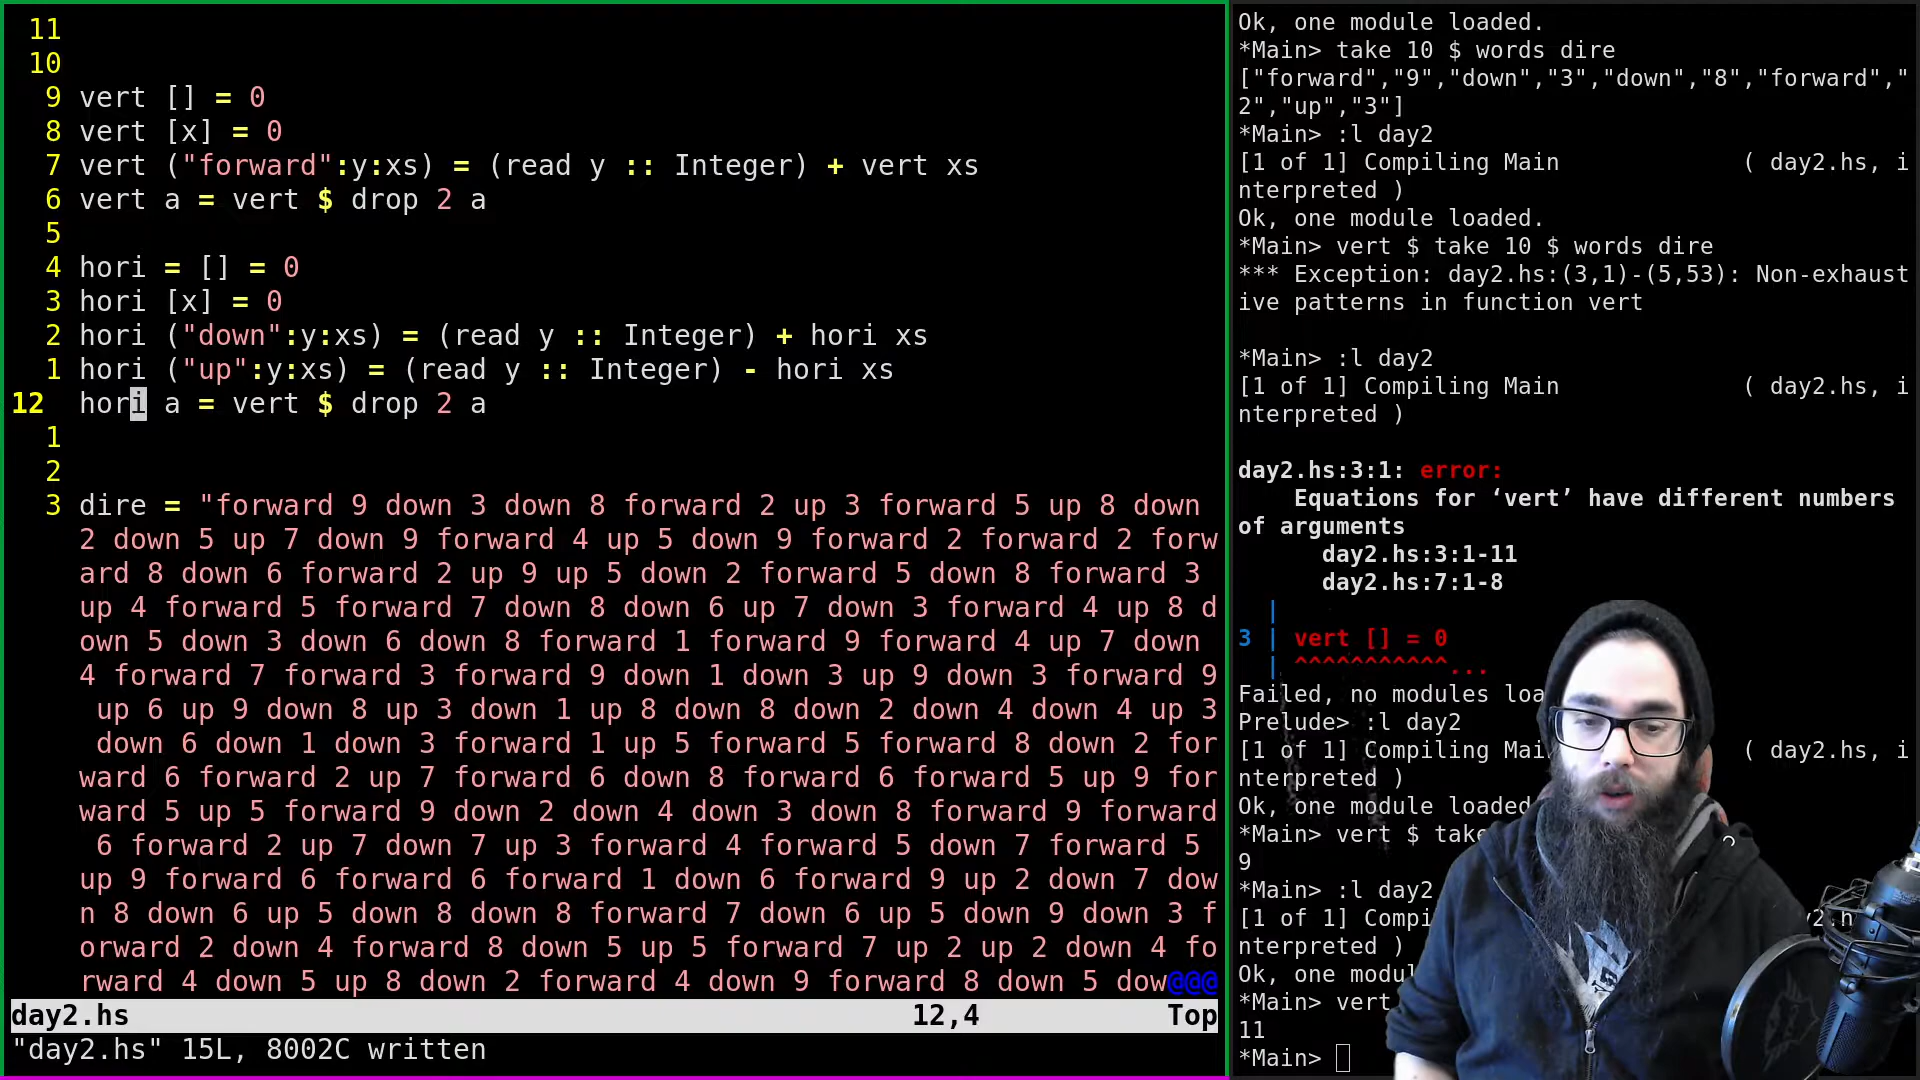 11
10
9 vert [] = 0
8 vert [x] = 0
7 vert ("forward":y:xs) = (read y :: Integer) + vert xs
6 vert a = vert $ drop 2 a
5
4 hori = [] = 0
3 hori [x] = 0
2 hori ("down":y:xs) = (read y :: Integer) + hori xs
1 hori ("up":y:xs) = (read y :: Integer) - hori xs
12 hori a = vert $ drop 2 a
1
2
3 dire = "forward 9 down 3 down 8 forward 2 up 3 forward 5 up 8 down
2 down 5 up 7 down 9 forward 4 up 5 down 9 forward 2 forward 2 forw
ard 8 down 6 forward 2 up 9 up 5 down 2 forward 5 down 8 forward 3
up 4 forward 5 forward 7 down 8 down 6 up 7 down 3 forward 4 up 8 d
own 5 down 3 down 6 down 8 forward 1 forward 9 forward 4 up 7 down
4 forward 7 forward 3 forward 9 down 1 down 3 up 9 down 3 forward 9
up 6 up 9 down 8 up 3 down 1 up 8 down 8 down 2 down 4 down 4 up 3
down 6 down 1 down 3 forward 1 up 5 forward 5 forward 8 down 2 for
ward 6 forward 2 up 7 forward 6 down 8 forward 6 forward 5 up 9 for
ward 5 up 5 forward 9 down 2 down 4 down 3 down 8 forward 9 forward
6 forward 2 up 7 down 7 up 3 forward 4 forward 5 down 7 forward 5
up 9 forward 6 forward 6 forward 1 down 6 forward 9 up 2 down 7 dow
n 8 down 6 up 5 down 8 down 8 forward 7 down 6 up 5 down 9 down 3 f
orward 2 down 4 forward 8 down 5 up 5 forward 7 up 2 up 2 down 4 fo
rward 4 down 5 up 8 down 2 forward 4 down 9 forward 8 down 5 dow@@@
day2.hs 12,4 Top
"day2.hs" 15L, 8002C written
Ok, one module loaded.
*Main> take 10 $ words dire
["forward","9","down","3","down","8","forward","
2","up","3"]
*Main> :l day2
[1 of 1] Compiling Main ( day2.hs, i
nterpreted )
Ok, one module loaded.
*Main> vert $ take 10 $ words dire
*** Exception: day2.hs:(3,1)-(5,53): Non-exhaust
ive patterns in function vert
*Main> :l day2
[1 of 1] Compiling Main ( day2.hs, i
nterpreted )
day2.hs:3:1: error:
Equations for ‘vert’ have different numbers
of arguments
day2.hs:3:1-11
day2.hs:7:1-8
|
3 | vert [] = 0
| ^^^^^^^^^^^...
Failed, no modules loa
Prelude> :l day2
[1 of 1] Compiling Mai ( day2.hs, i
nterpreted )
Ok, one module loaded
*Main> vert $ take
9
*Main> :l day2
[1 of 1] Compi
nterpreted )
Ok, one modul
*Main> vert
11
*Main>